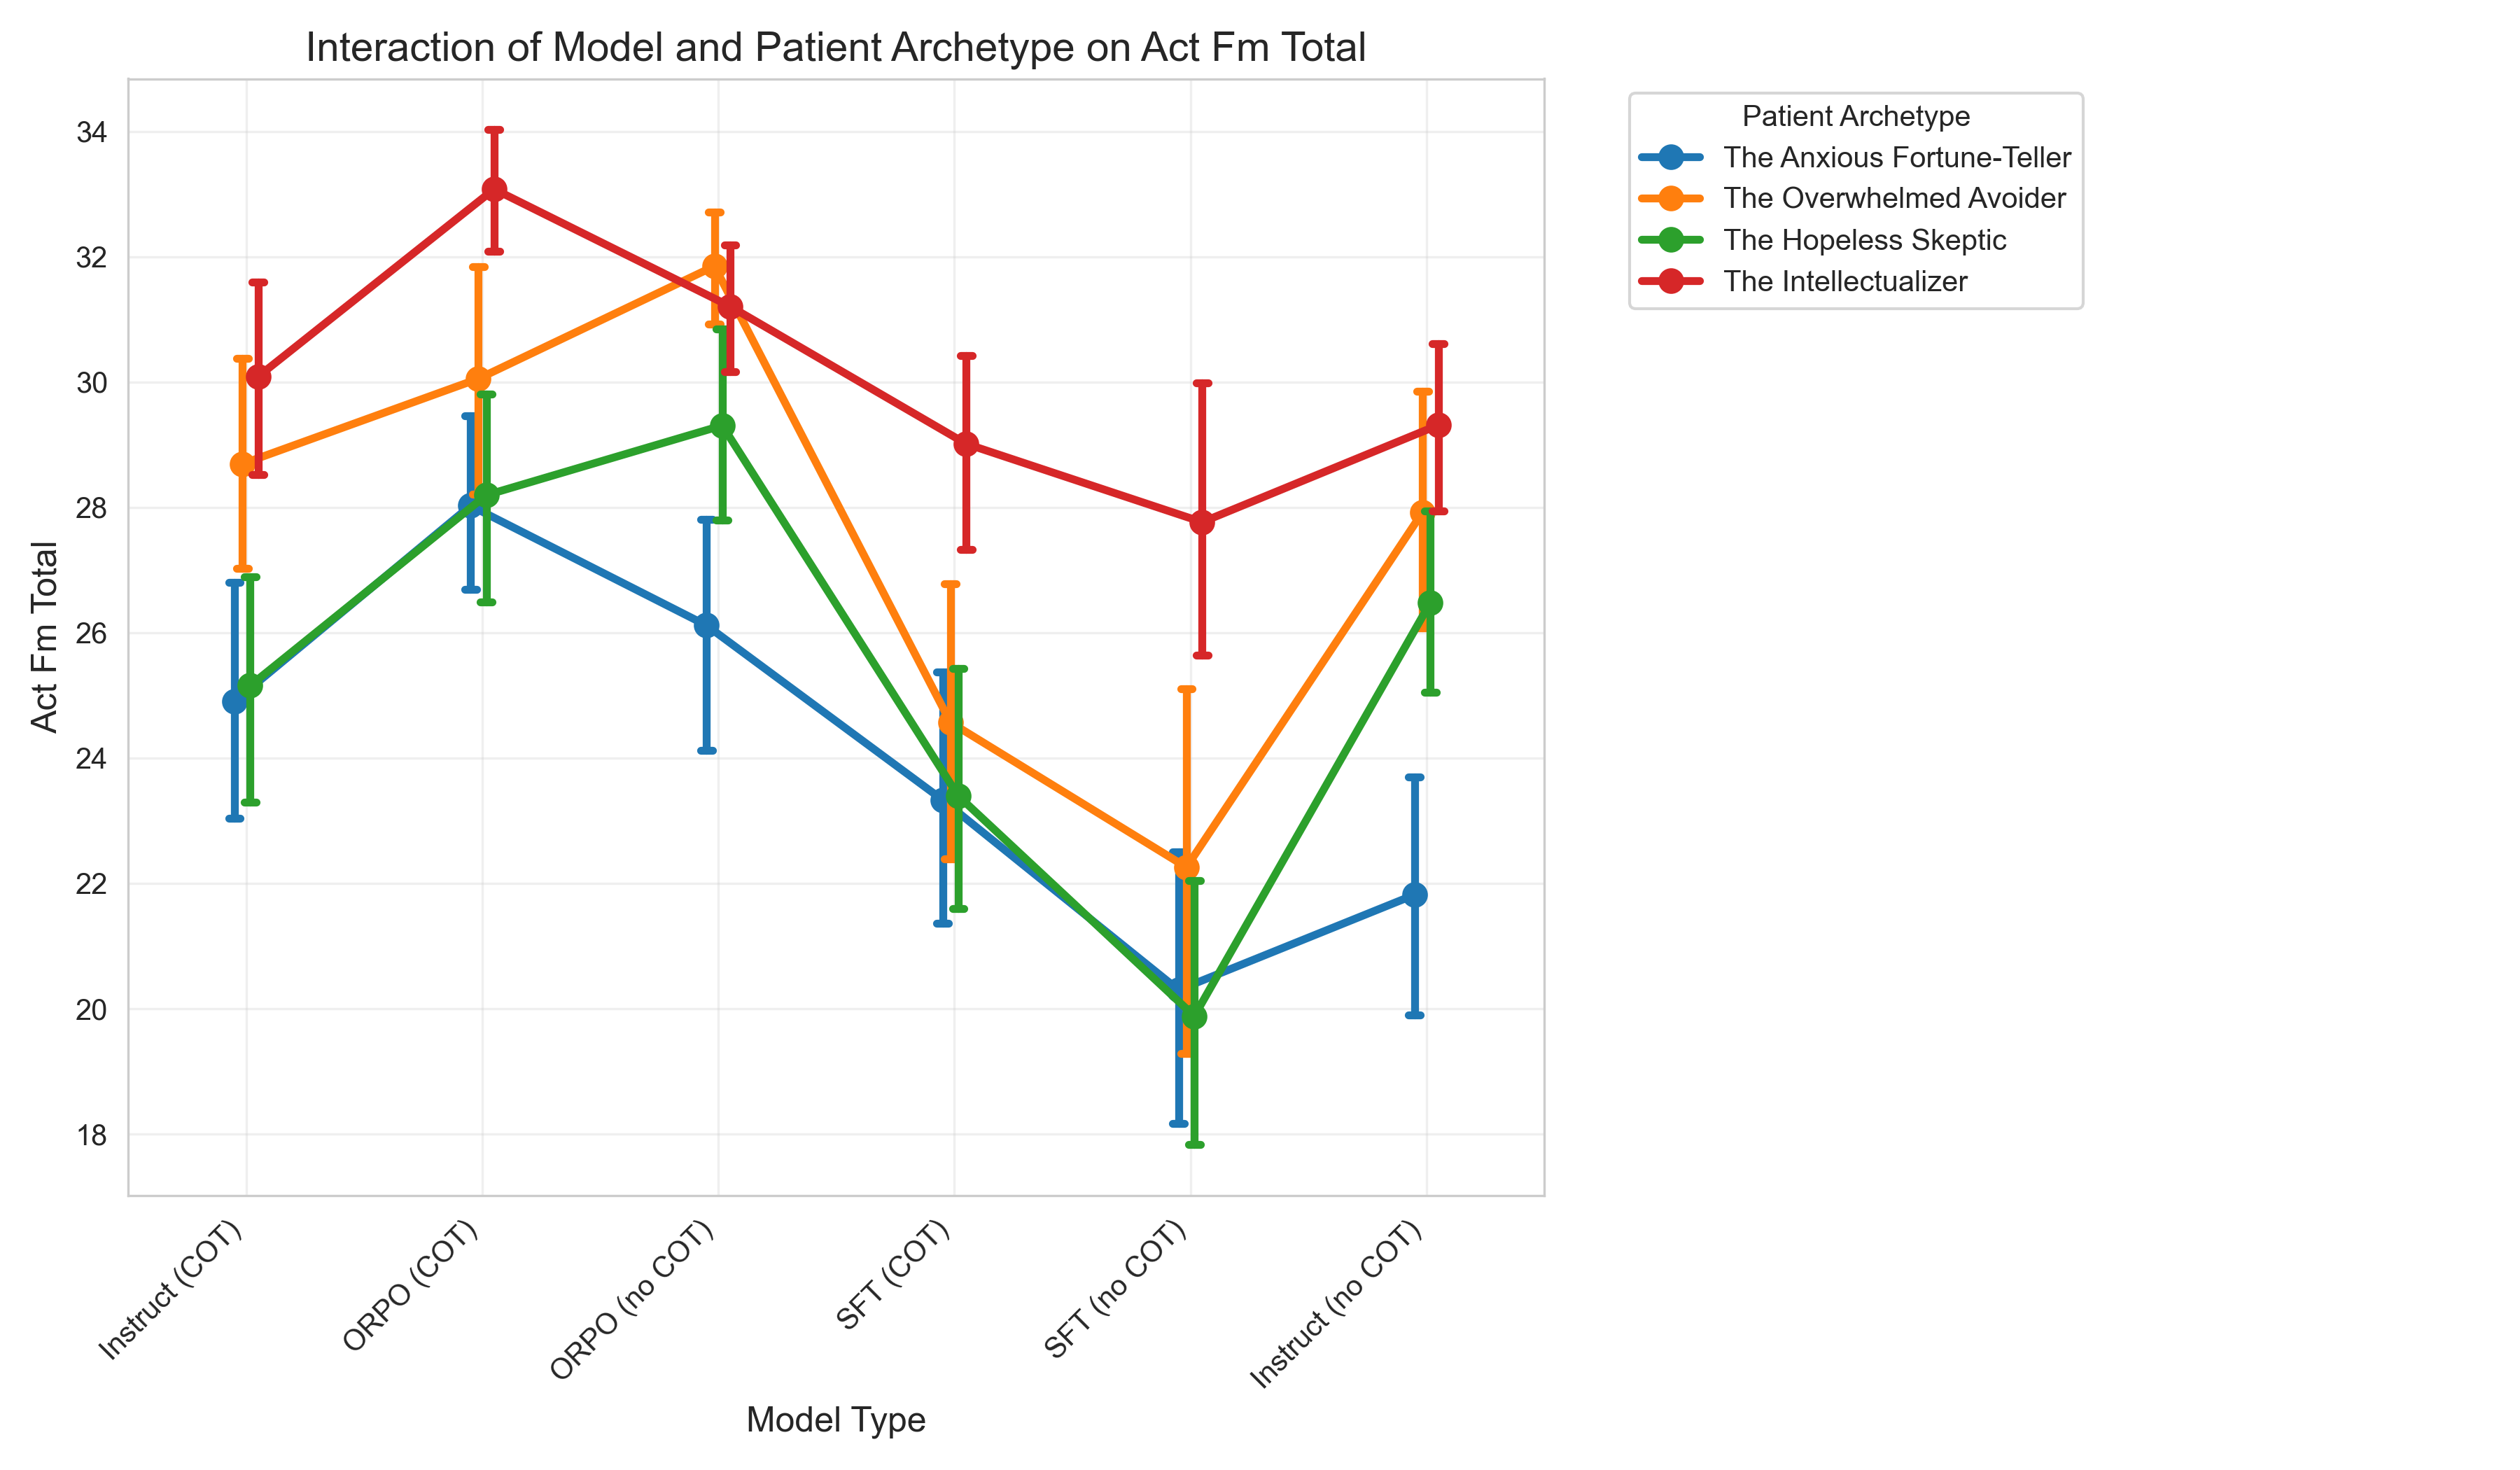 Interaction of Model and Patient Archetype on Act Fm Total
Patient Archetype
The Anxious Fortune-Teller
The Overwhelmed Avoider
The Hopeless Skeptic
The Intellectualizer
Act Fm Total
34
32
30
28
26
24
22
20
18
Instruct (COT)
ORPO (COT)
ORPO (no COT)
SFT (COT)
SFT (no COT)
Instruct (no COT)
Model Type